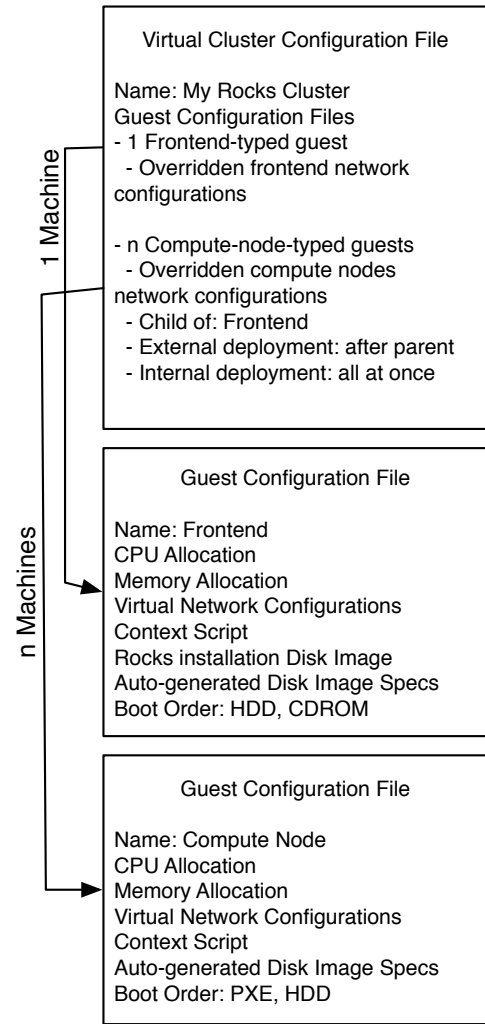 Virtual Cluster Configuration File
Name: My Rocks Cluster
Guest Configuration Files
- 1 Frontend-typed guest
- Overridden frontend network
configurations
- n Compute-node-typed guests
- Overridden compute nodes
network configurations
- Child of: Frontend
- External deployment: after parent
- Internal deployment: all at once
1 Machine
n Machines
Guest Configuration File
Name: Frontend
CPU Allocation
Memory Allocation
Virtual Network Configurations
Context Script
Rocks installation Disk Image
Auto-generated Disk Image Specs
Boot Order: HDD, CDROM
Guest Configuration File
Name: Compute Node
CPU Allocation
Memory Allocation
Virtual Network Configurations
Context Script
Auto-generated Disk Image Specs
Boot Order: PXE, HDD